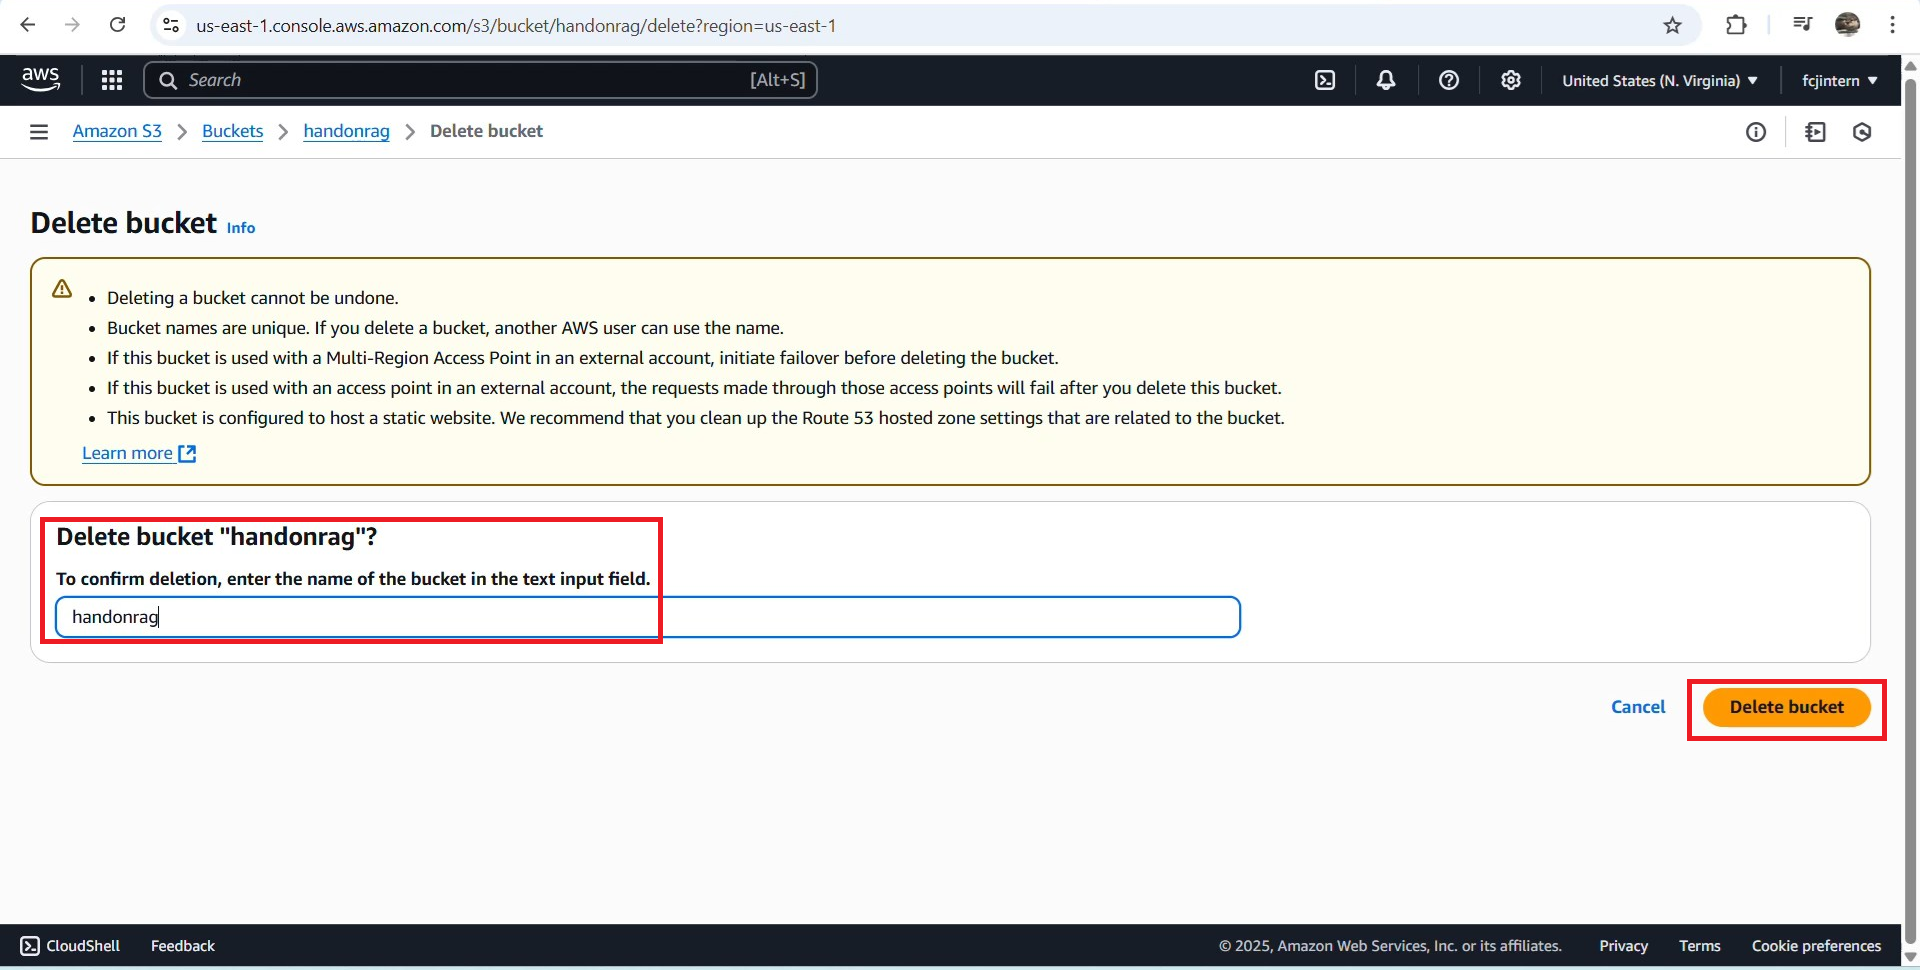 us-east-1.console.aws.amazon.com/s3/bucket/handonrag/delete?region=us-east-1
aws
Search
[Alt+S]
United States (N. Virginia)
fcjintern
Amazon S3
Buckets
handonrag
Delete bucket
Delete bucket Info
Deleting a bucket cannot be undone.
Bucket names are unique. If you delete a bucket, another AWS user can use the name.
If this bucket is used with a Multi-Region Access Point in an external account, initiate failover before deleting the bucket.
If this bucket is used with an access point in an external account, the requests made through those access points will fail after you delete this bucket.
This bucket is configured to host a static website. We recommend that you clean up the Route 53 hosted zone settings that are related to the bucket.
Learn more
Delete bucket "handonrag"?
To confirm deletion, enter the name of the bucket in the text input field.
handonrag
Cancel
Delete bucket
CloudShell
Feedback
© 2025, Amazon Web Services, Inc. or its affiliates.
Privacy
Terms
Cookie preferences